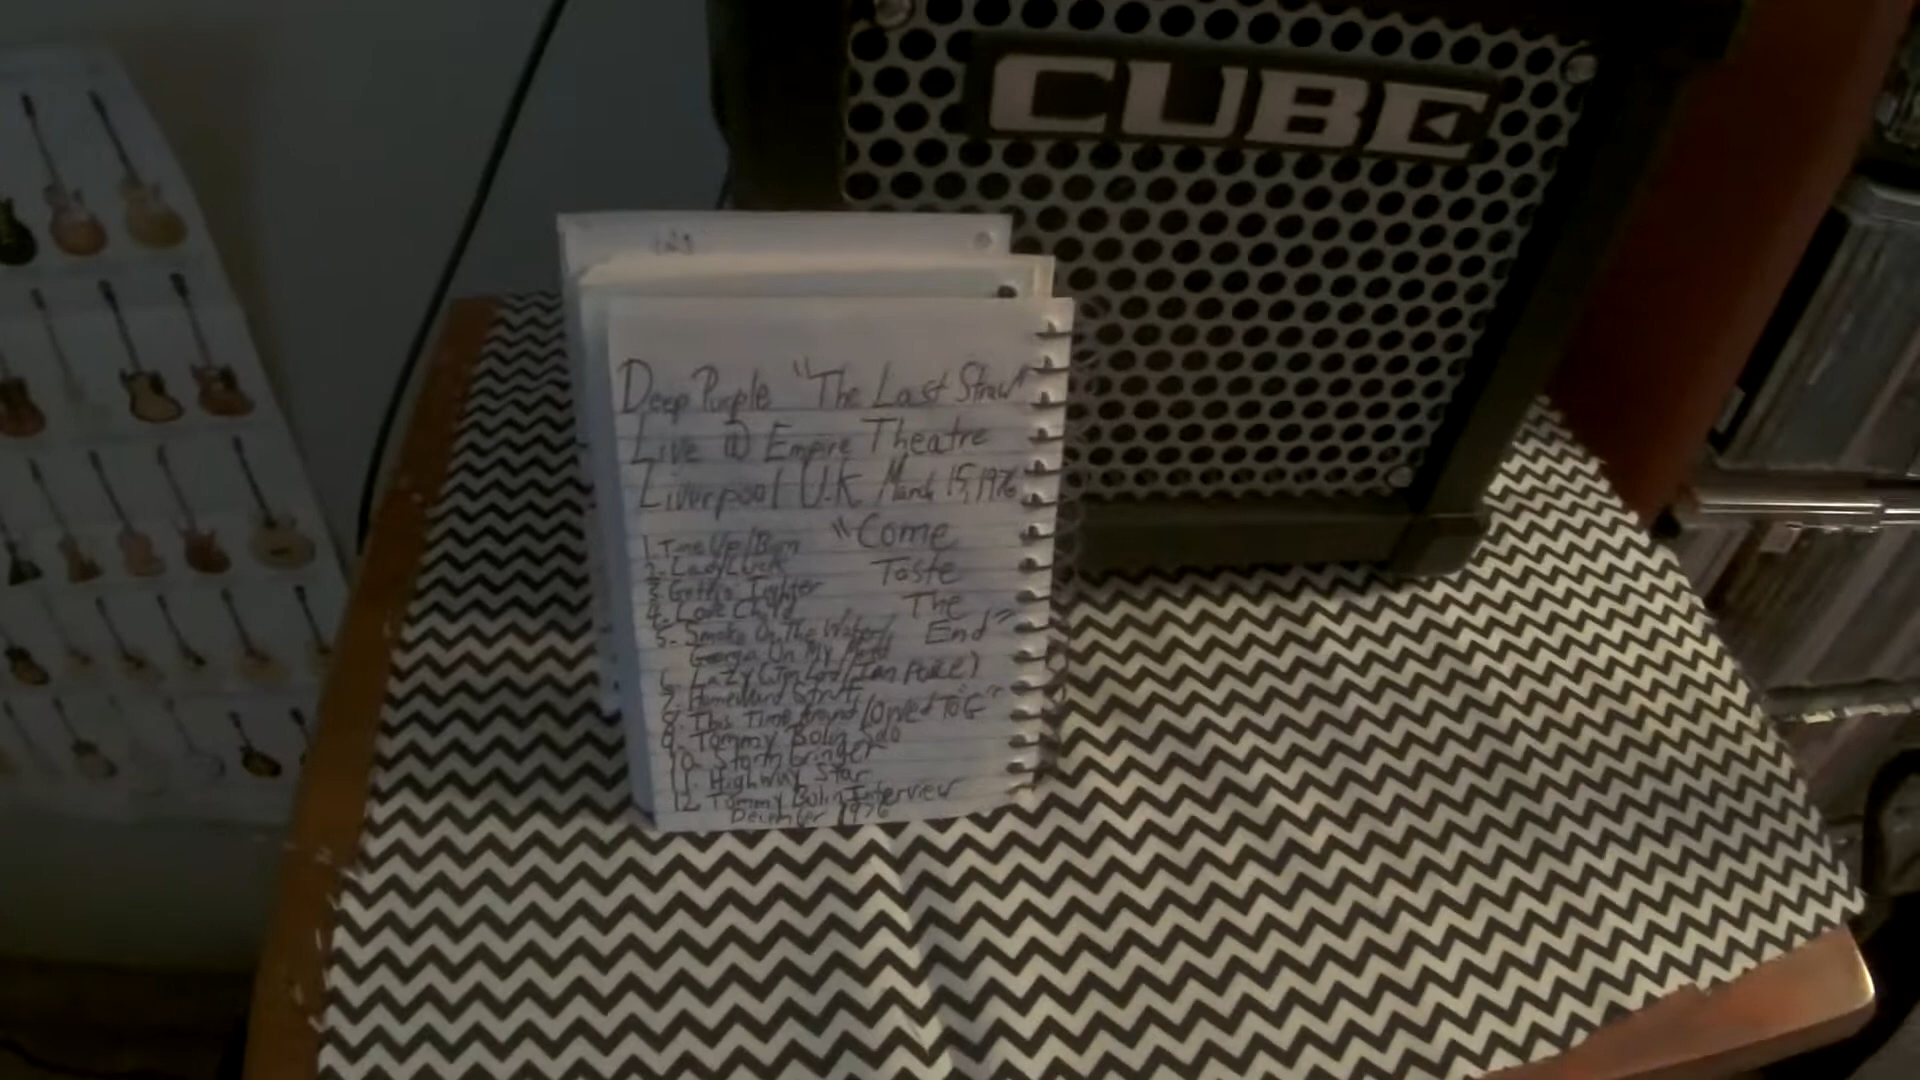 CUBE
Deep Purple "The Last Straw"
Live @ Empire Theatre
Liverpool U.K March 15, 1976
"Come
Taste
The
End"
1. Tune Up/Burn
2. Lady Luck
3. Gettin Tighter
4. Love Child
5. Smoke On The Water/
Georgia On My Mind
6. Lazy (Jon Lord/Ian Paice)
7. Homeward Strut
8. This Time Around/Owed To "G"
9. Tommy Bolin Solo
10. Stormbringer
11. Highway Star
12. Tommy Bolin Interview
December 1976